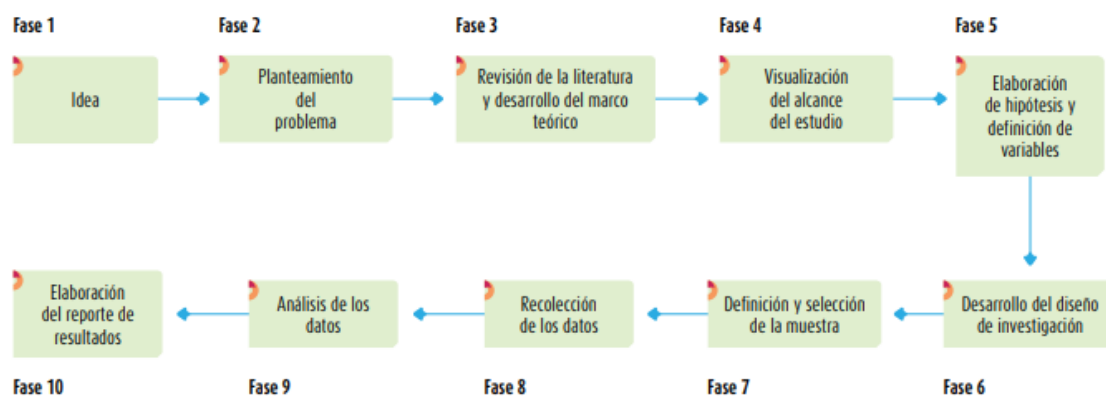 Fase 1
Fase 2
Fase 3
Fase 4
Fase 5
Idea
Planteamiento
del
problema
Revisión de la literatura
y desarrollo del marco
teórico
Visualización
del alcance
del estudio
Elaboración
de hipótesis y
definición de
variables
Elaboración
del reporte de
resultados
Análisis de los
datos
Recolección
de los datos
Definición y selección
de la muestra
Desarrollo del diseño
de investigación
Fase 10
Fase 9
Fase 8
Fase 7
Fase 6